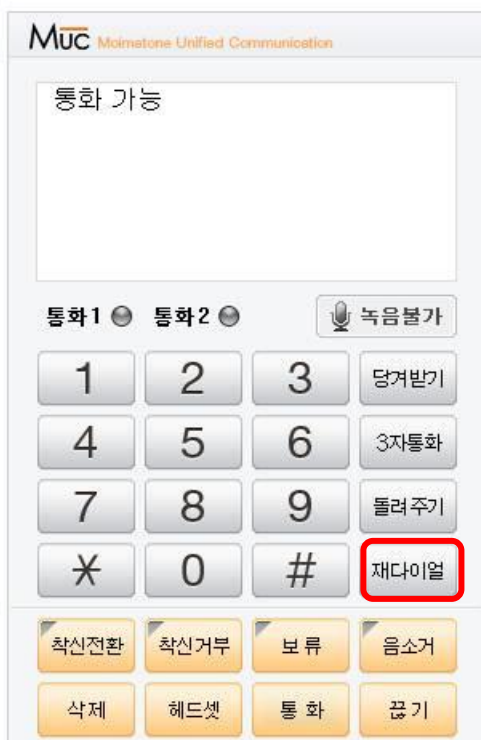 MUC Moimstone Unified Communication
통화 가능
통화1 통화2 녹음불가
1 2 3 당겨받기
4 5 6 3자통화
7 8 9 돌려주기
* 0 # 재다이얼
착신전환 착신거부 보류 음소거
삭제 헤드셋 통화 끊기